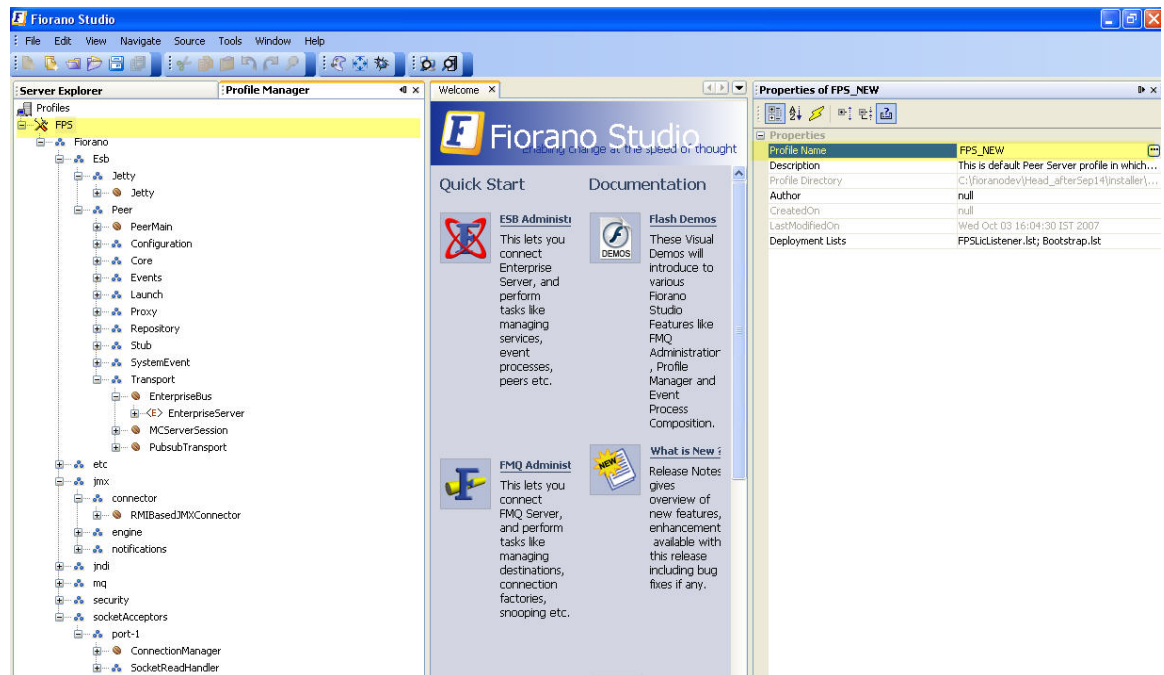 Fiorano Studio
File Edit View Navigate Source Tools Window Help
Server Explorer
Profile Manager
Profiles
FPS
Fiorano
Esb
Jetty
Jetty
Peer
PeerMain
Configuration
Core
Events
Launch
Proxy
Repository
Stub
SystemEvent
Transport
EnterpriseBus
<E> EnterpriseServer
MCServerSession
PubsubTransport
etc
jmx
connector
RMIBasedJMXConnector
engine
notifications
jndi
mq
security
socketAcceptors
port-1
ConnectionManager
SocketReadHandler
Welcome
Fiorano Studio
Enabling change at the speed of thought
Quick Start
ESB Administ
This lets you
connect
Enterprise
Server, and
perform
tasks like
managing
services,
event
processes,
peers etc.
FMQ Administ
This lets you
connect
FMQ Server,
and perform
tasks like
managing
destinations,
connection
factories,
snooping etc.
Documentation
DEMOS
Flash Demos
These Visual
Demos will
introduce to
various
Fiorano
Studio
Features like
FMQ
Administration
, Profile
Manager and
Event
Process
Composition.
NEW
What is New ?
Release Notes
gives
overview of
new features,
enhancement
available with
this release
including bug
fixes if any.
Properties of FPS_NEW
Properties
Profile Name FPS_NEW
Description This is default Peer Server profile in which...
Profile Directory C:\fioranodev\Head_afterSep14\installer\...
Author null
CreatedOn null
LastModifiedOn Wed Oct 03 16:04:30 IST 2007
Deployment Lists FPSLicListener.lst; Bootstrap.lst